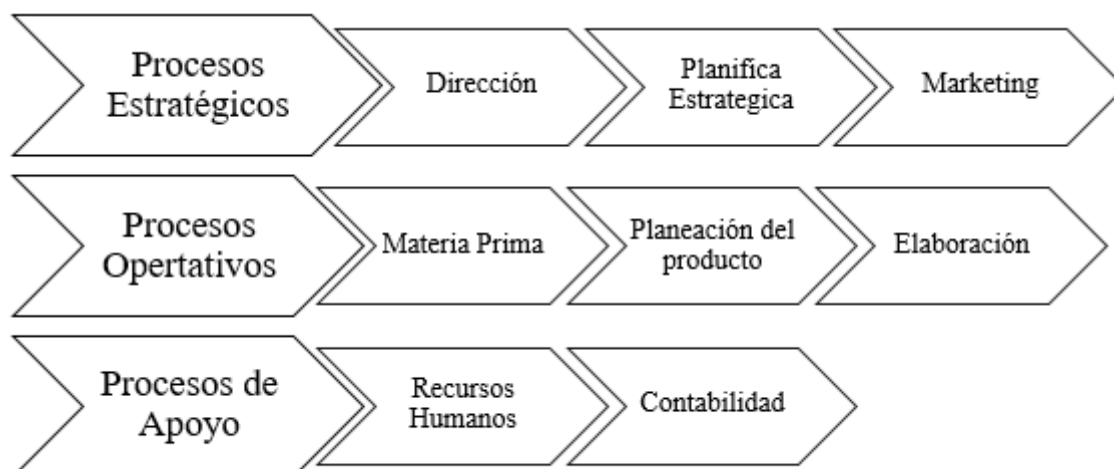 Procesos
Estratégicos
Dirección
Planifica
Estrategica
Marketing
Procesos
Opertativos
Materia Prima
Planeación del
producto
Elaboración
Procesos de
Apoyo
Recursos
Humanos
Contabilidad